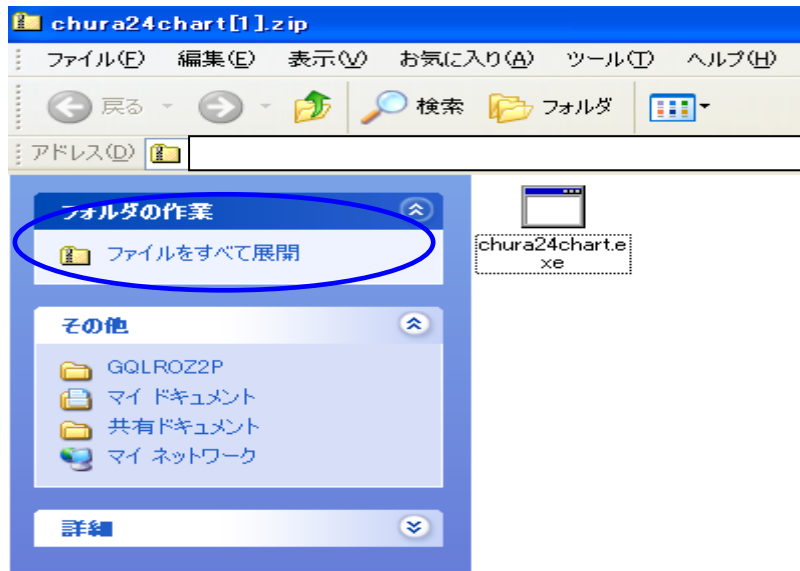 chura24chart[1].zip
ファイル(F) 編集(E) 表示(V) お気に入り(A) ツール(T) ヘルプ(H)
戻る 検索 フォルダ
アドレス(D)
フォルダの作業
ファイルをすべて展開
chura24chart.e
xe
その他
GQLROZ2P
マイ ドキュメント
共有ドキュメント
マイ ネットワーク
詳細